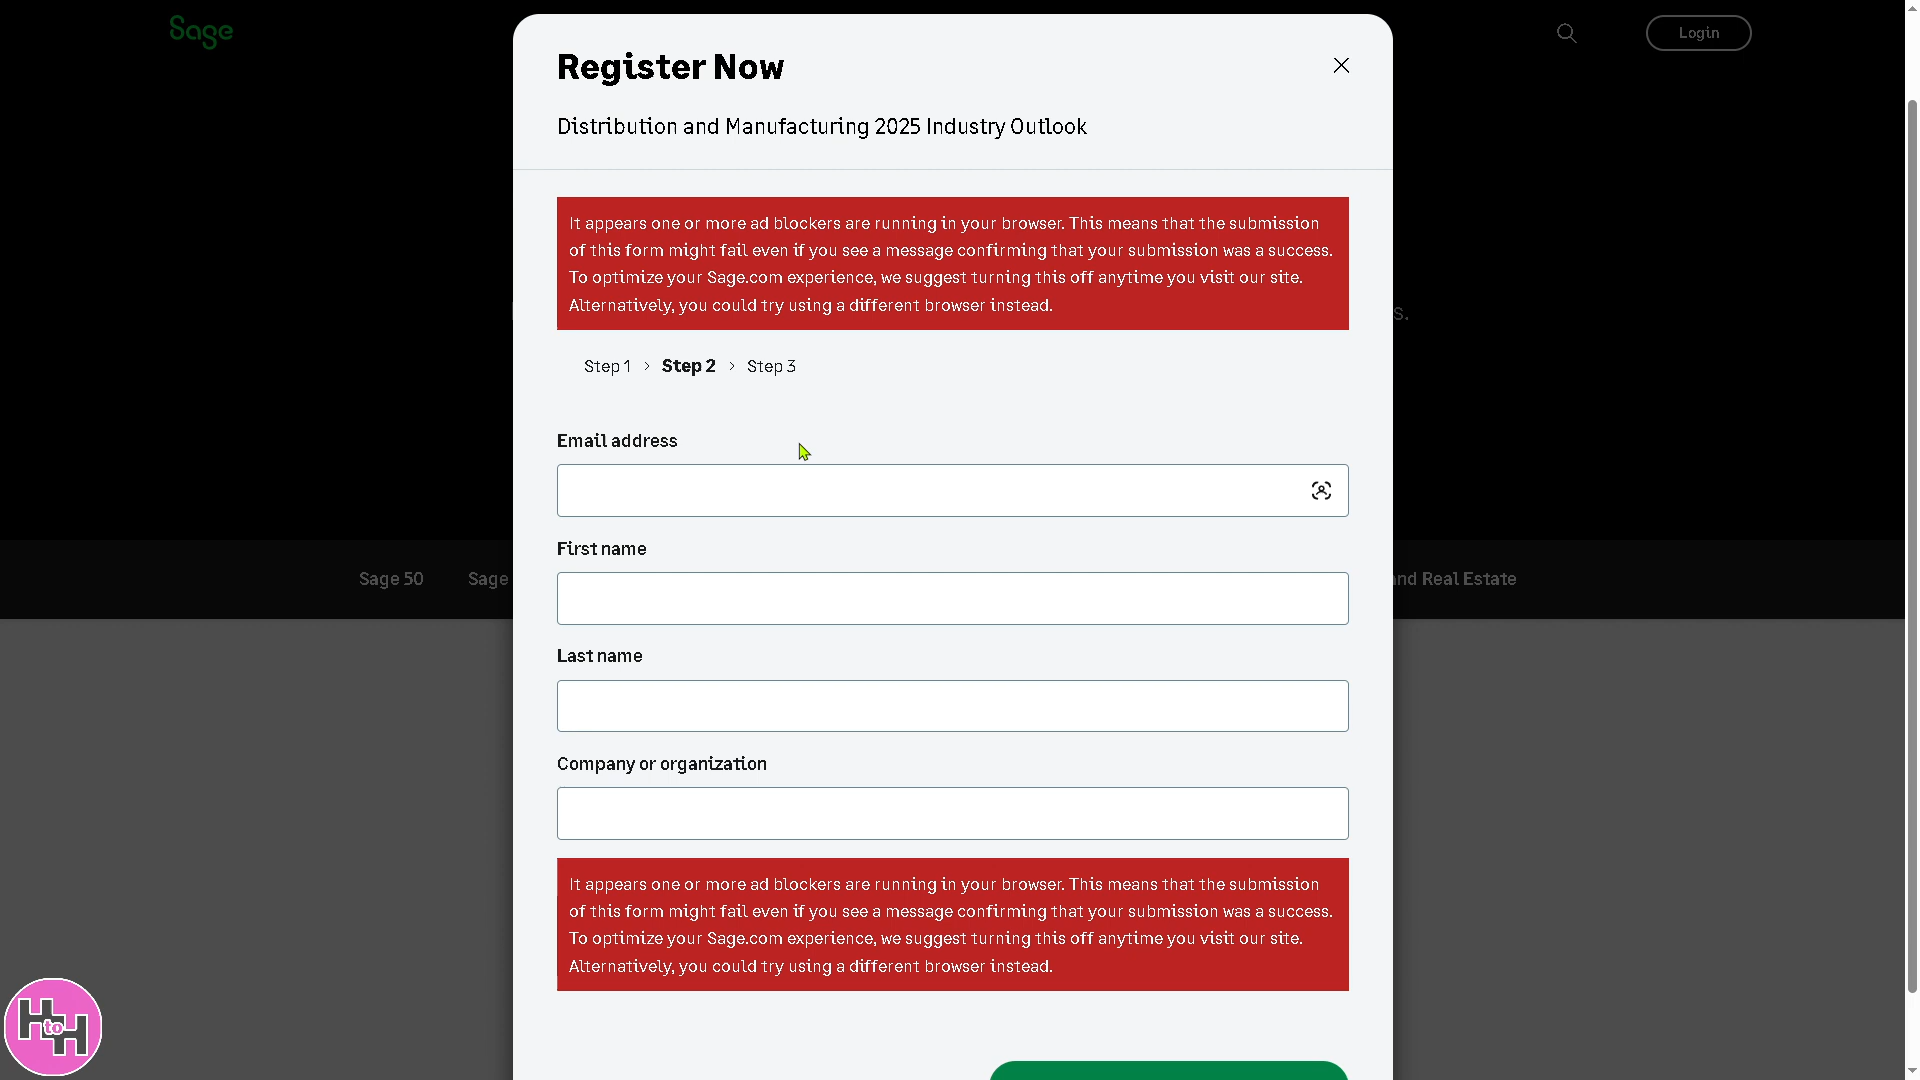 Sage
Login
Register Now
Distribution and Manufacturing 2025 Industry Outlook
It appears one or more ad blockers are running in your browser. This means that the submission
of this form might fail even if you see a message confirming that your submission was a success.
To optimize your Sage.com experience, we suggest turning this off anytime you visit our site.
Alternatively, you could try using a different browser instead.
s.
Step 1 > Step 2 > Step 3
Email address
First name
Sage 50 Sage and Real Estate
Last name
Company or organization
It appears one or more ad blockers are running in your browser. This means that the submission
of this form might fail even if you see a message confirming that your submission was a success.
To optimize your Sage.com experience, we suggest turning this off anytime you visit our site.
Alternatively, you could try using a different browser instead.
H to H